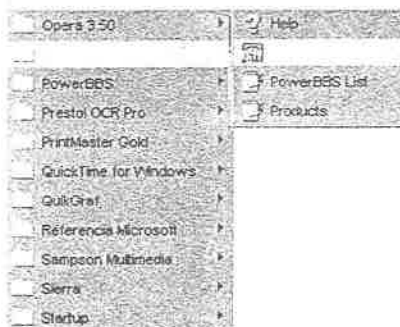 Opera 3.50
PowerBBS
Presto! OCR Pro
PrintMaster Gold
QuickTime for Windows
QuikGraf
Referencia Microsoft
Sampson Multimedia
Sierra
Startup
Help
PowerBBS List
Products